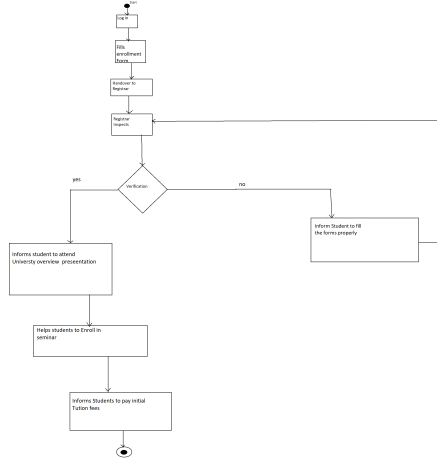 Start
Log in
Fills
enrollment
Form
Handover to
Registrar
Registrar
Inspects
Verification
yes
no
Inform Student to fill
the forms properly
Informs student to attend
Universty overview preseentation
Helps students to Enroll in
seminar
Informs Students to pay initial
Tution fees